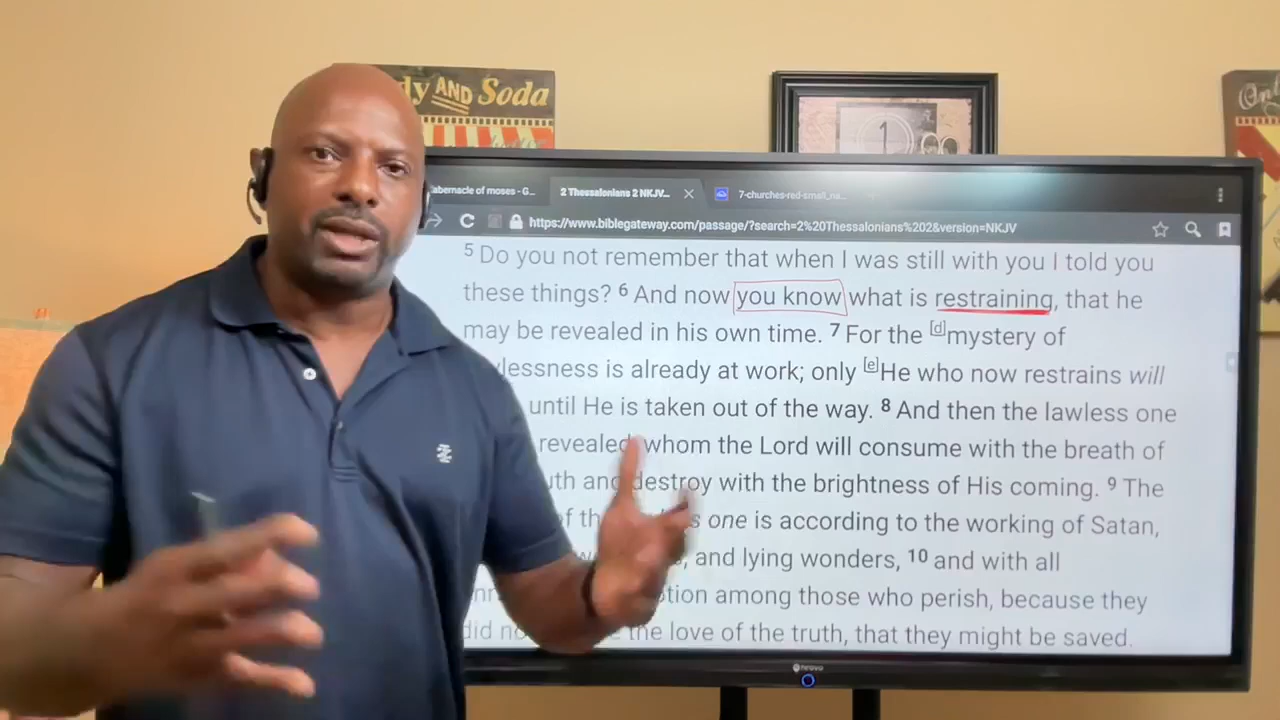 dy AND Soda
On
1
abernacle of moses - G...
2 Thessalonians 2 NKJV...
7-churches-red-small_na...
https://www.biblegateway.com/passage/?search=2%20Thessalonians%202&version=NKJV
5 Do you not remember that when I was still with you I told you
these things? 6 And now you know what is restraining, that he
may be revealed in his own time. 7 For the [d]mystery of
lessness is already at work; only [e]He who now restrains will
until He is taken out of the way. 8 And then the lawless one
revealed, whom the Lord will consume with the breath of
uth and destroy with the brightness of His coming. 9 The
of the s one is according to the working of Satan,
and lying wonders, 10 and with all
ption among those who perish, because they
did no the love of the truth, that they might be saved.